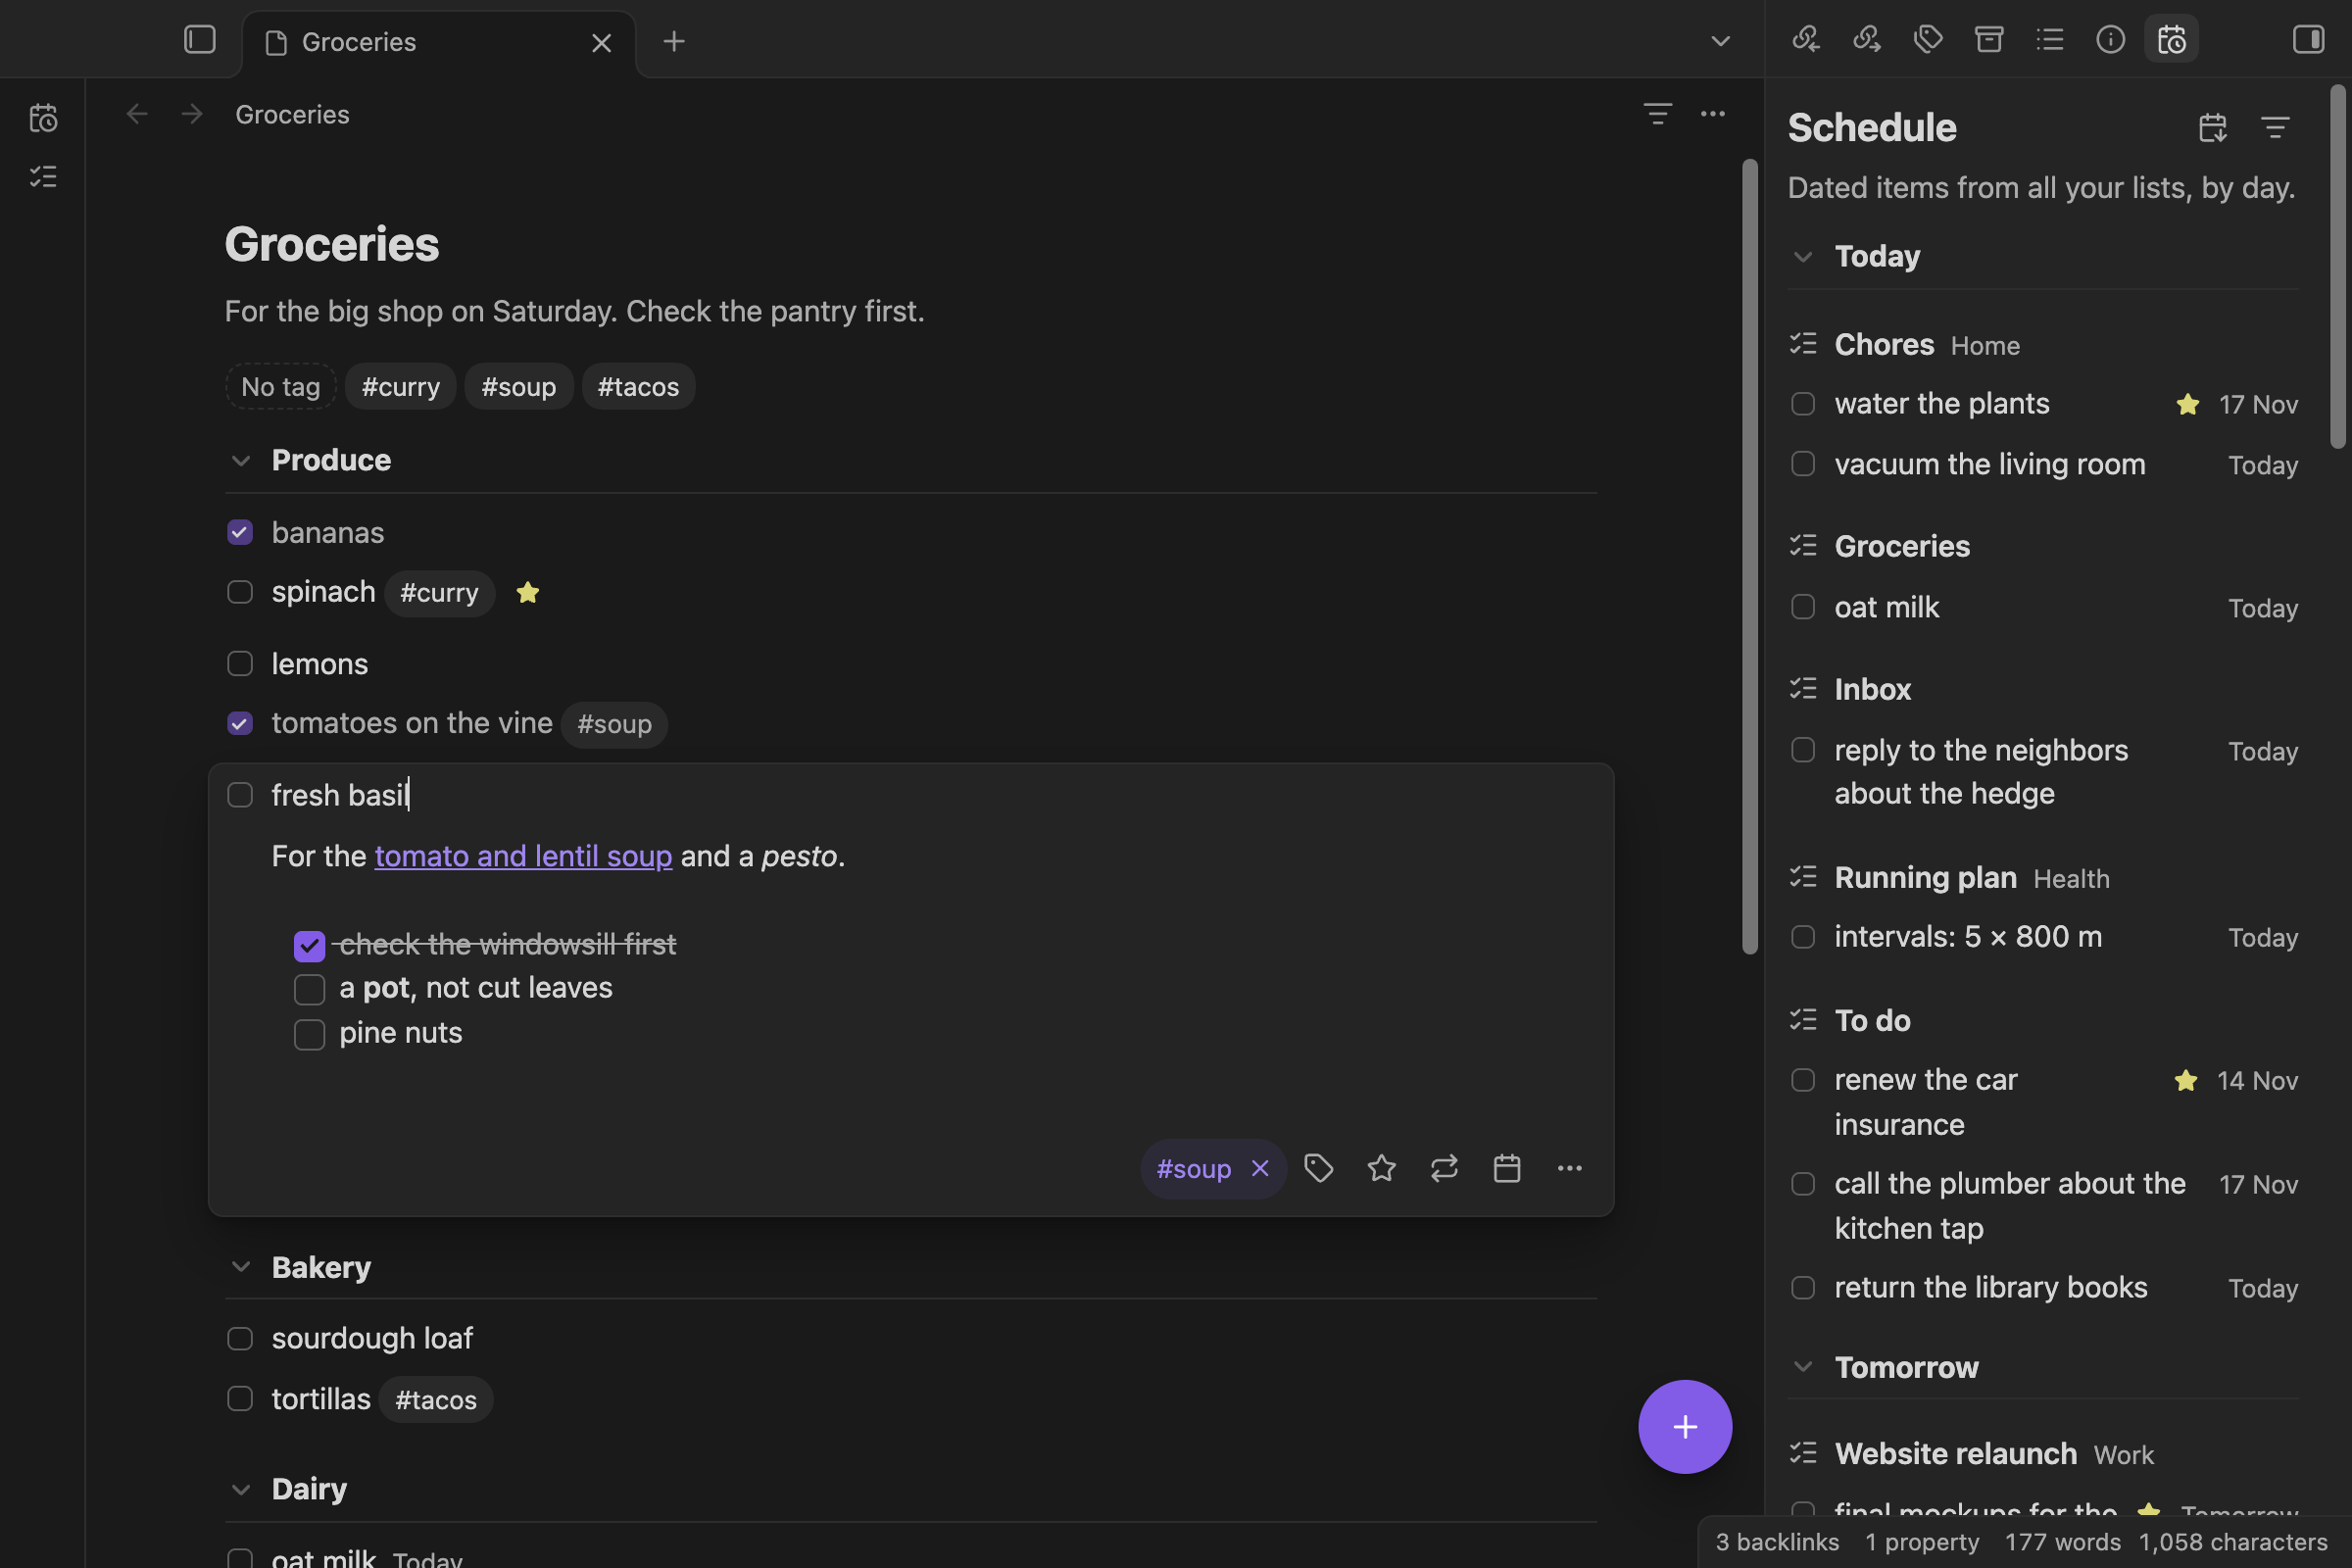 Groceries
Groceries
Groceries
For the big shop on Saturday. Check the pantry first.
No tag #curry #soup #tacos
Produce
bananas
spinach #curry
lemons
tomatoes on the vine #soup
fresh basil
For the tomato and lentil soup and a pesto.
check the windowsill first
a pot, not cut leaves
pine nuts
#soup
Bakery
sourdough loaf
tortillas #tacos
Dairy
oat milk Today
Schedule
Dated items from all your lists, by day.
Today
Chores Home
water the plants 17 Nov
vacuum the living room Today
Groceries
oat milk Today
Inbox
reply to the neighbors Today
about the hedge
Running plan Health
intervals: 5 × 800 m Today
To do
renew the car 14 Nov
insurance
call the plumber about the 17 Nov
kitchen tap
return the library books Today
Tomorrow
Website relaunch Work
final mockups for the Tomorrow
3 backlinks 1 property 177 words 1,058 characters